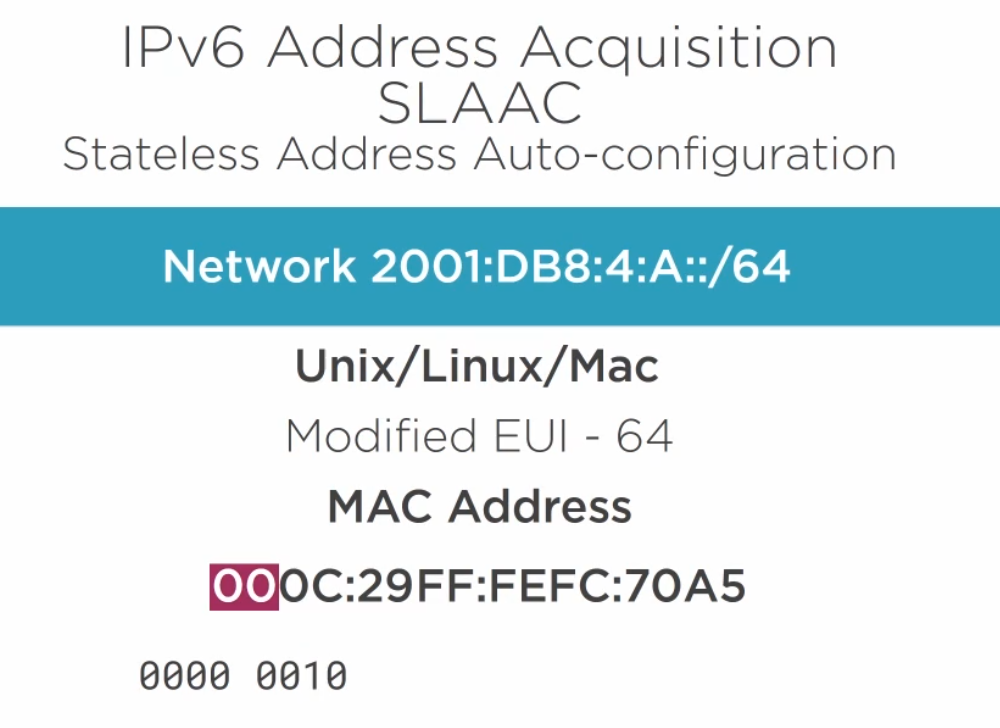 IPv6 Address Acquisition
SLAAC
Stateless Address Auto-configuration
Network 2001:DB8:4:A::/64
Unix/Linux/Mac
Modified EUI - 64
MAC Address
000C:29FF:FEFC:70A5
0000 0010